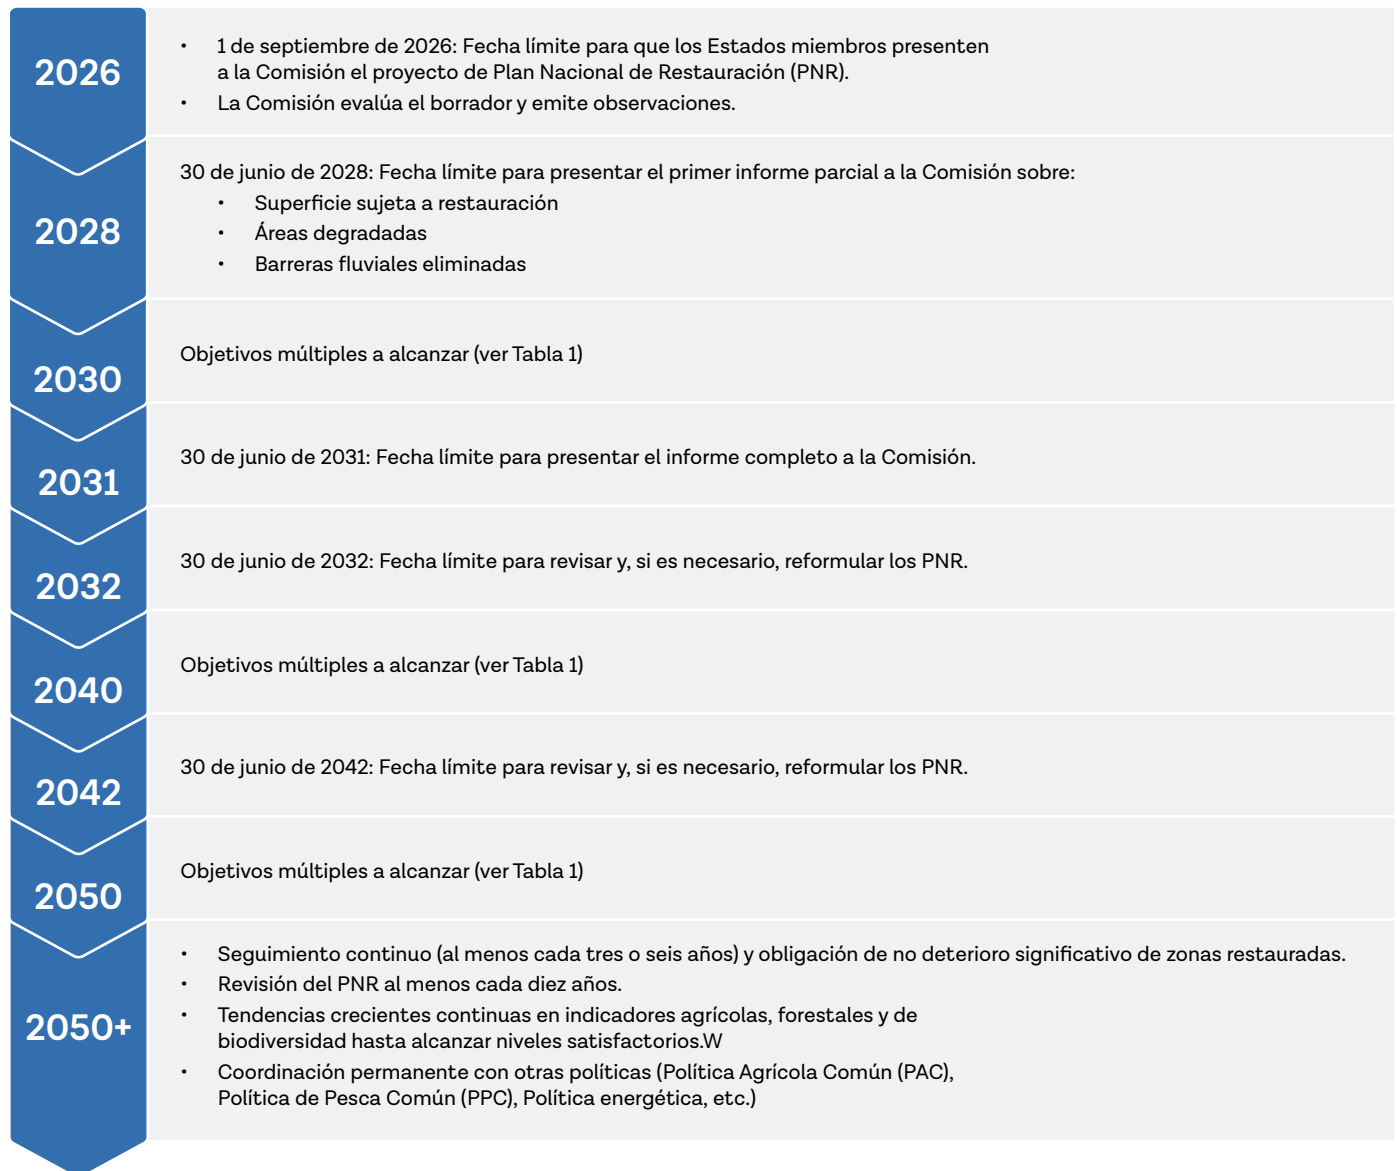 2026
• 1 de septiembre de 2026: Fecha límite para que los Estados miembros presenten
a la Comisión el proyecto de Plan Nacional de Restauración (PNR).
• La Comisión evalúa el borrador y emite observaciones.
2028
30 de junio de 2028: Fecha límite para presentar el primer informe parcial a la Comisión sobre:
• Superficie sujeta a restauración
• Áreas degradadas
• Barreras fluviales eliminadas
2030
Objetivos múltiples a alcanzar (ver Tabla 1)
2031
30 de junio de 2031: Fecha límite para presentar el informe completo a la Comisión.
2032
30 de junio de 2032: Fecha límite para revisar y, si es necesario, reformular los PNR.
2040
Objetivos múltiples a alcanzar (ver Tabla 1)
2042
30 de junio de 2042: Fecha límite para revisar y, si es necesario, reformular los PNR.
2050
Objetivos múltiples a alcanzar (ver Tabla 1)
2050+
• Seguimiento continuo (al menos cada tres o seis años) y obligación de no deterioro significativo de zonas restauradas.
• Revisión del PNR al menos cada diez años.
• Tendencias crecientes continuas en indicadores agrícolas, forestales y de
biodiversidad hasta alcanzar niveles satisfactorios.W
• Coordinación permanente con otras políticas (Política Agrícola Común (PAC),
Política de Pesca Común (PPC), Política energética, etc.)